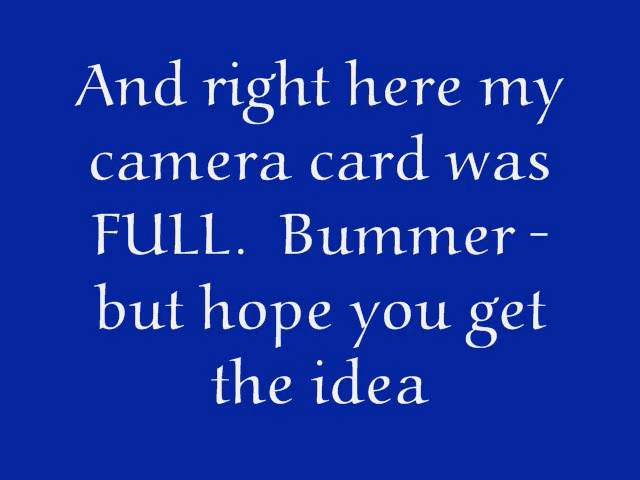 And right here my
camera card was
FULL.  Bummer -
but hope you get
the idea